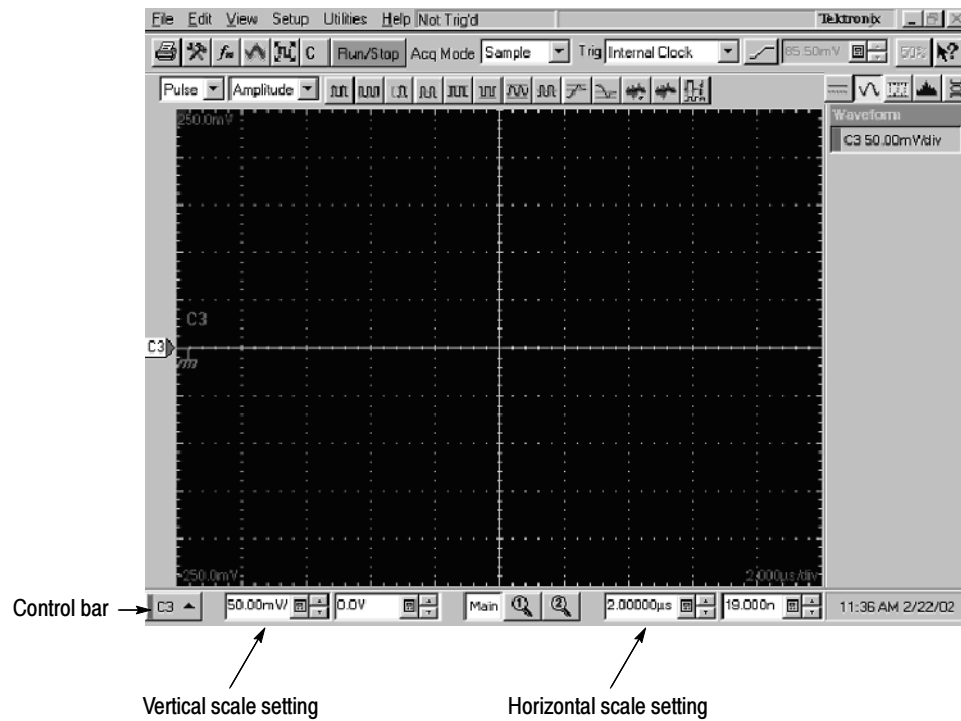 File Edit View Setup Utilities Help Not Trig'd Tektronix
C Run/Stop Acq Mode Sample Trig Internal Clock 85.50mV 50%
Pulse Amplitude
250.0mV
Waveform
C3 50.00mV/div
C3
C3
-250.0mV
2.000µs/div
Control bar
C3 50.00mV/ 0.0V Main 1 2 2.00000µs 19.000n 11:36 AM 2/22/02
Vertical scale setting
Horizontal scale setting